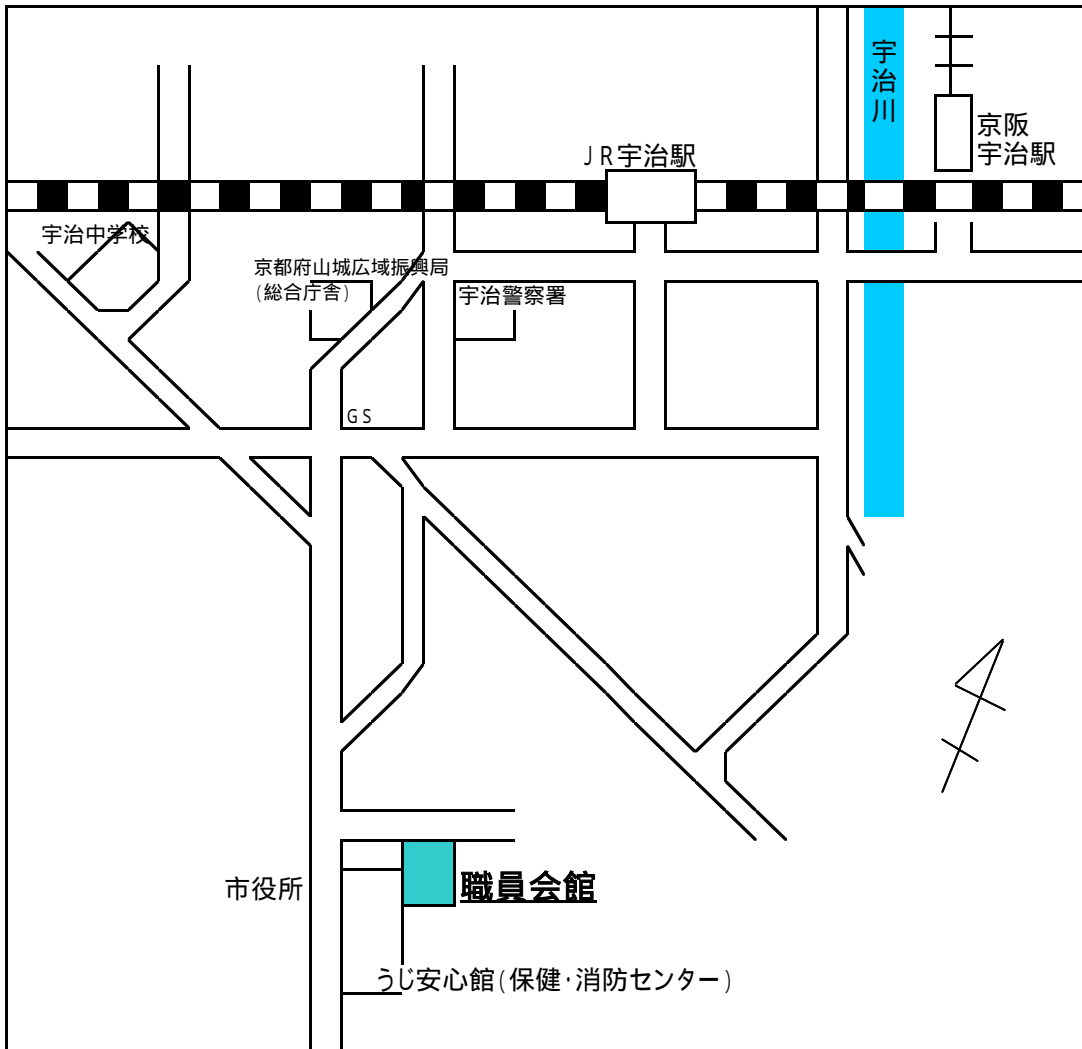 宇治川
京阪
宇治駅
JR宇治駅
宇治中学校
京都府山城広域振興局
(総合庁舎)
宇治警察署
GS
市役所
職員会館
うじ安心館(保健・消防センター)